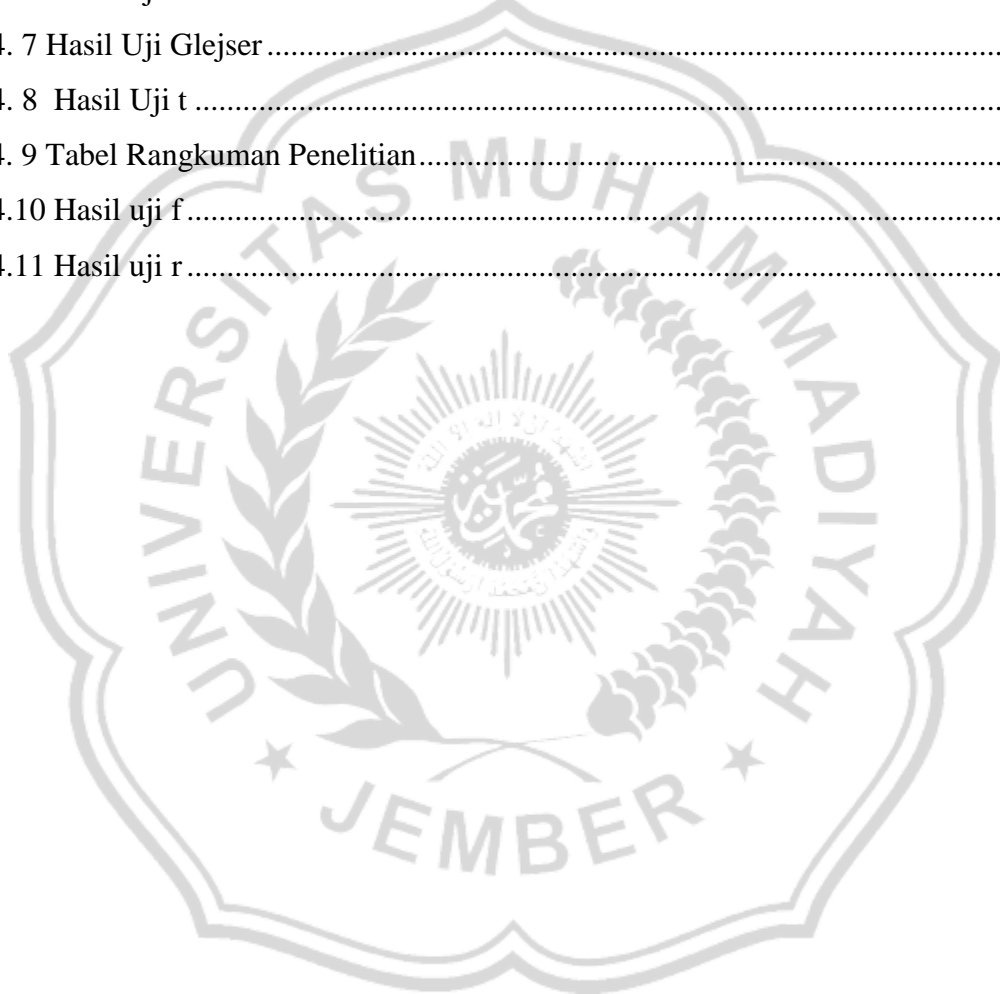 4. 7 Hasil Uji Glejser
4. 8 Hasil Uji t
4. 9 Tabel Rangkuman Penelitian
4.10 Hasil uji f
4.11 Hasil uji r
UNIVERSITAS MUHAMMADIYAH
JEMBER